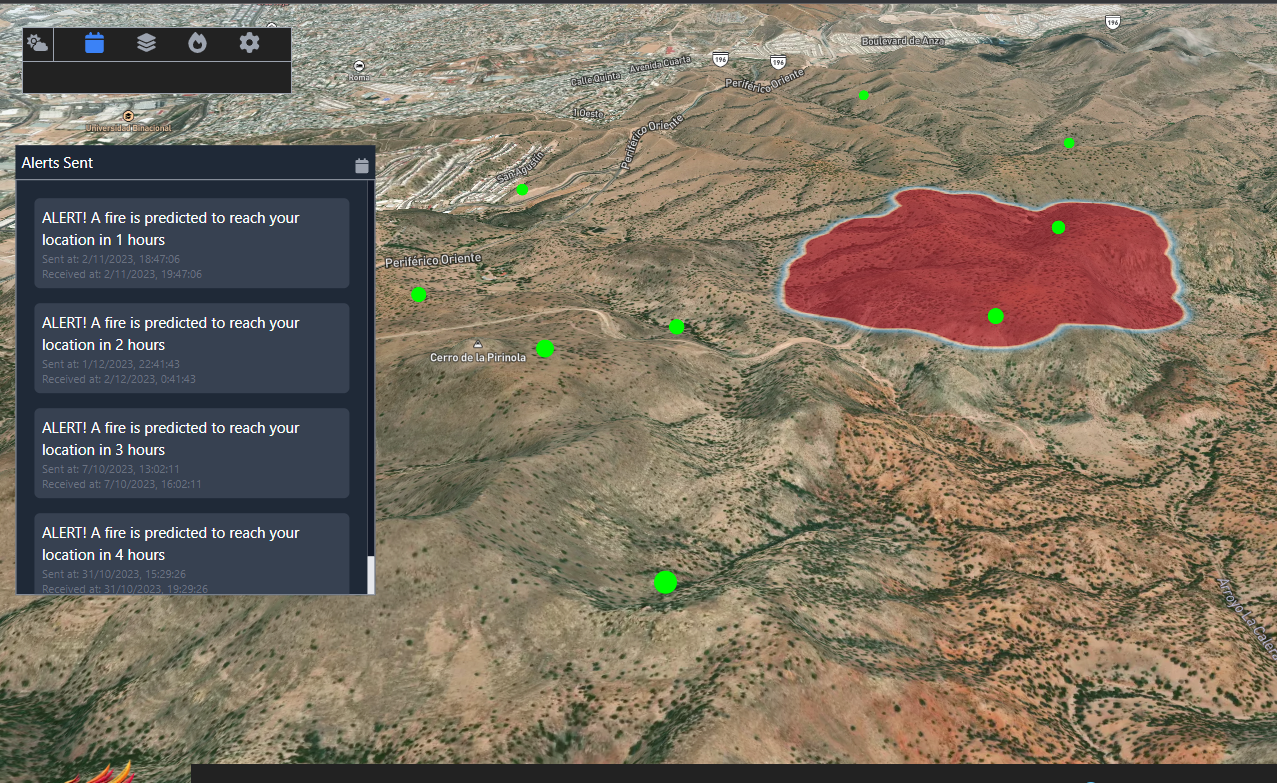 196
Boulevard de Anza
196
196
Avenida Cuarta
Calle Quinta
Periférico Oriente
Roma
1 Oeste
Universidad Binacional
Periférico Oriente
San Agustín
Alerts Sent
ALERT! A fire is predicted to reach your
location in 1 hours
Sent at: 2/11/2023, 18:47:06
Received at: 2/11/2023, 19:47:06
Periférico Oriente
ALERT! A fire is predicted to reach your
location in 2 hours
Sent at: 1/12/2023, 22:41:43
Received at: 2/12/2023, 0:41:43
Cerro de la Pirinola
ALERT! A fire is predicted to reach your
location in 3 hours
Sent at: 7/10/2023, 13:02:11
Received at: 7/10/2023, 16:02:11
ALERT! A fire is predicted to reach your
location in 4 hours
Sent at: 31/10/2023, 15:29:26
Received at: 31/10/2023, 19:29:26
Arroyo La